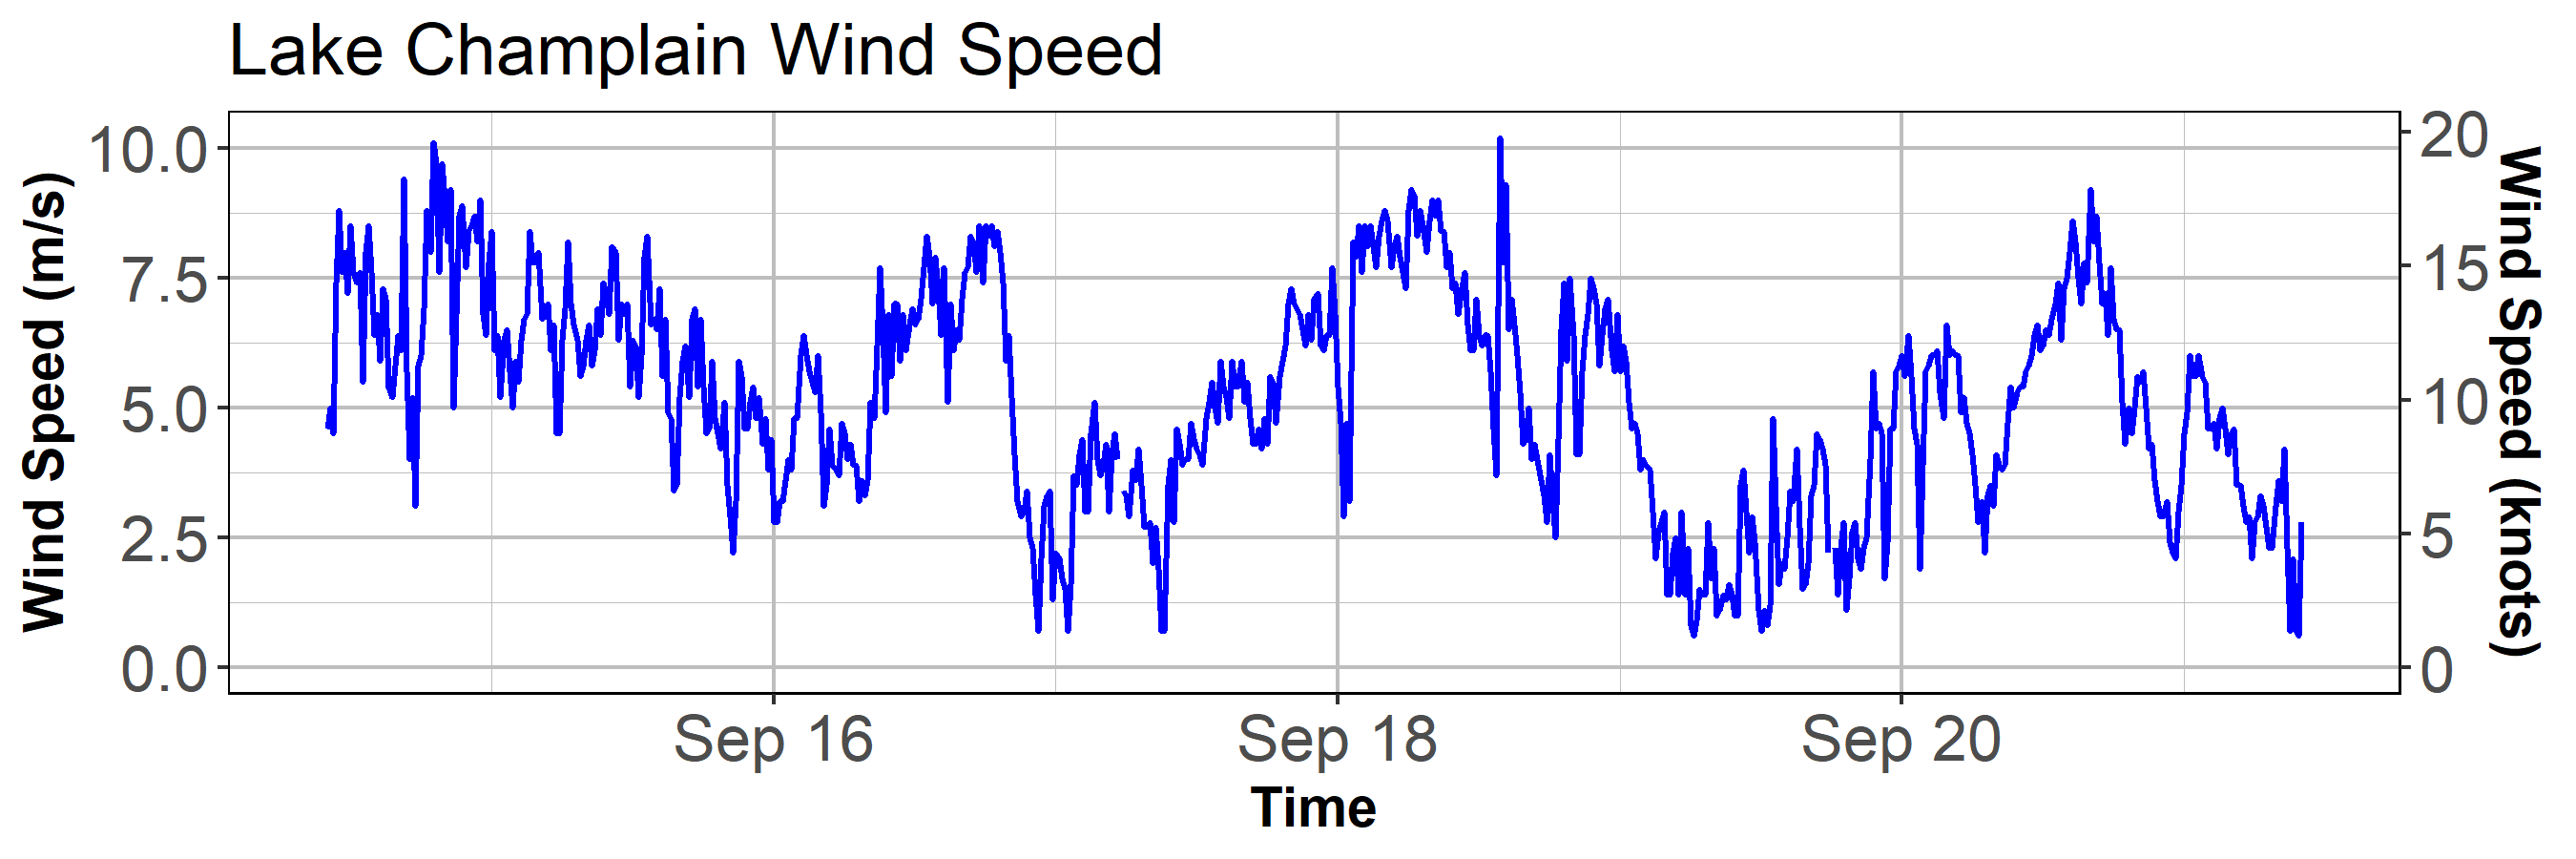 Lake Champlain Wind Speed
Wind Speed (m/s)
10.0
7.5
5.0
2.5
0.0
20
15
10
5
0
Wind Speed (knots)
Sep 16
Sep 18
Sep 20
Time